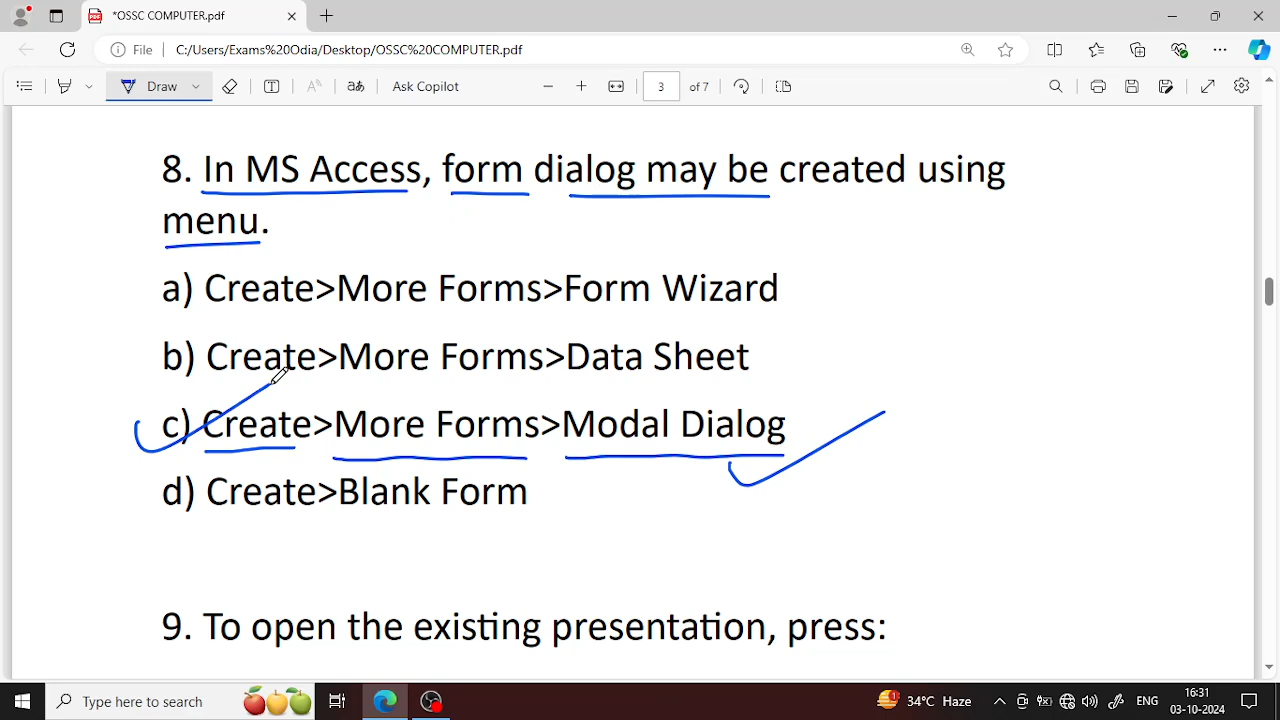 *OSSC COMPUTER.pdf
File
C:/Users/Exams%20Odia/Desktop/OSSC%20COMPUTER.pdf
Draw
aあ
Ask Copilot
3 of 7
8. In MS Access, form dialog may be created using
menu.
a) Create>More Forms>Form Wizard
b) Create>More Forms>Data Sheet
c) Create>More Forms>Modal Dialog
d) Create>Blank Form
9. To open the existing presentation, press:
Type here to search
1
34°C Haze
ENG
16:31
03-10-2024